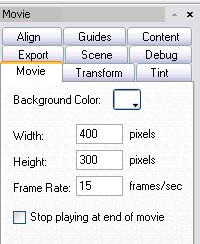 Movie
Align Guides Content
Export Scene Debug
Movie Transform Tint
Background Color:
Width: 400 pixels
Height: 300 pixels
Frame Rate: 15 frames/sec
Stop playing at end of movie